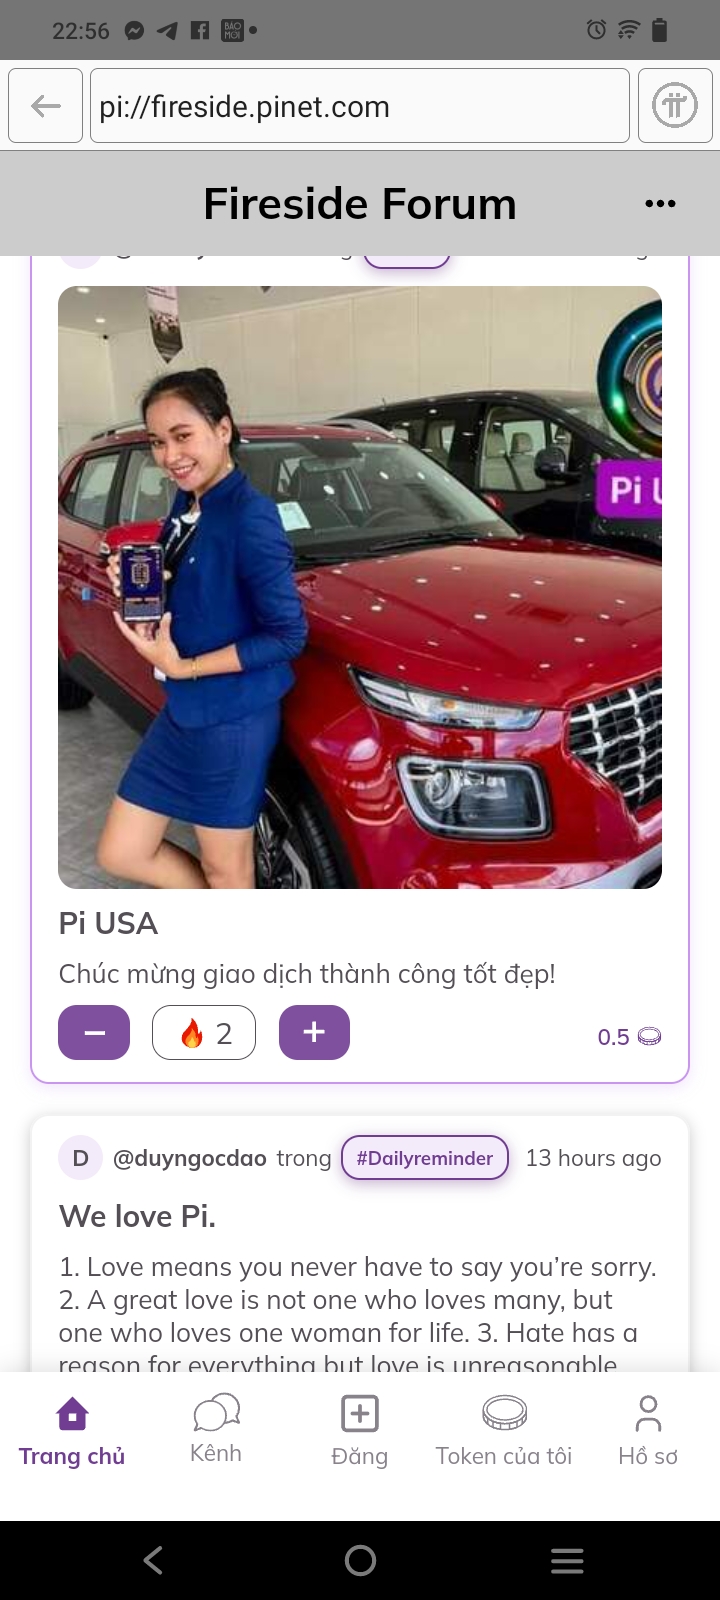 22:56
BÁO MỚI
pi://fireside.pinet.com
Fireside Forum
Pi U
Pi USA
Chúc mừng giao dịch thành công tốt đẹp!
2
0.5
D @duyngocdao trong #Dailyreminder 13 hours ago
We love Pi.
1. Love means you never have to say you’re sorry.
2. A great love is not one who loves many, but
one who loves one woman for life. 3. Hate has a
reason for everything but love is unreasonable
Trang chủ
Kênh
Đăng
Token của tôi
Hồ sơ